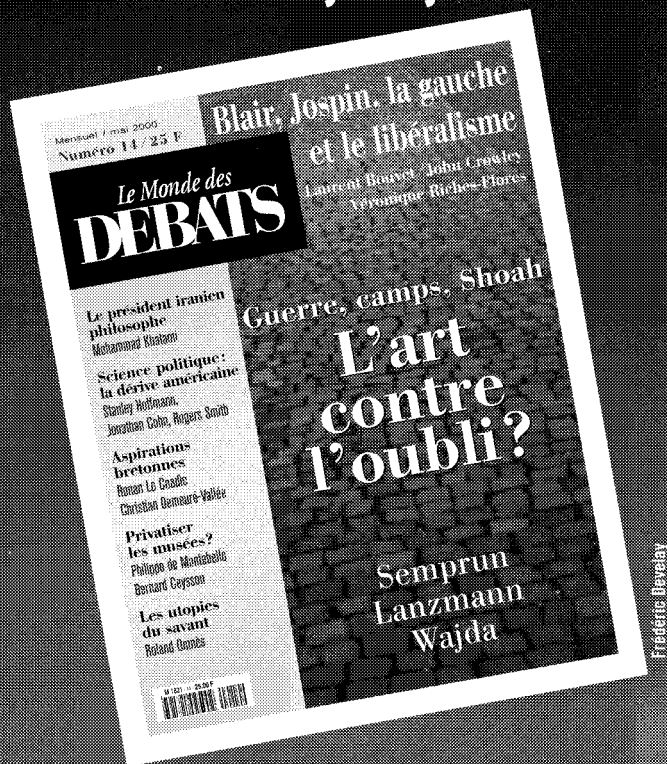 Mensuel / mai 2000
Numéro 14 / 25 F
Blair, Jospin, la gauche
et le libéralisme
Laurent Bouvet John Crowley
Véronique Riches-Flores
Le Monde des
DEBATS
Le président iranien
philosophe
Mohammad Khatami
Science politique :
la dérive américaine
Stanley Hoffmann,
Jonathan Cohn, Rogers Smith
Aspirations
bretonnes
Ronan Le Coadic
Christian Demeuré-Vallée
Privatiser
les musées ?
Philippe de Montebello
Bernard Ceysson
Les utopies
du savant
Roland Omnès
Guerre, camps, Shoah
L'art
contre
l'oubli ?
Semprun
Lanzmann
Wajda
Frédéric Develay